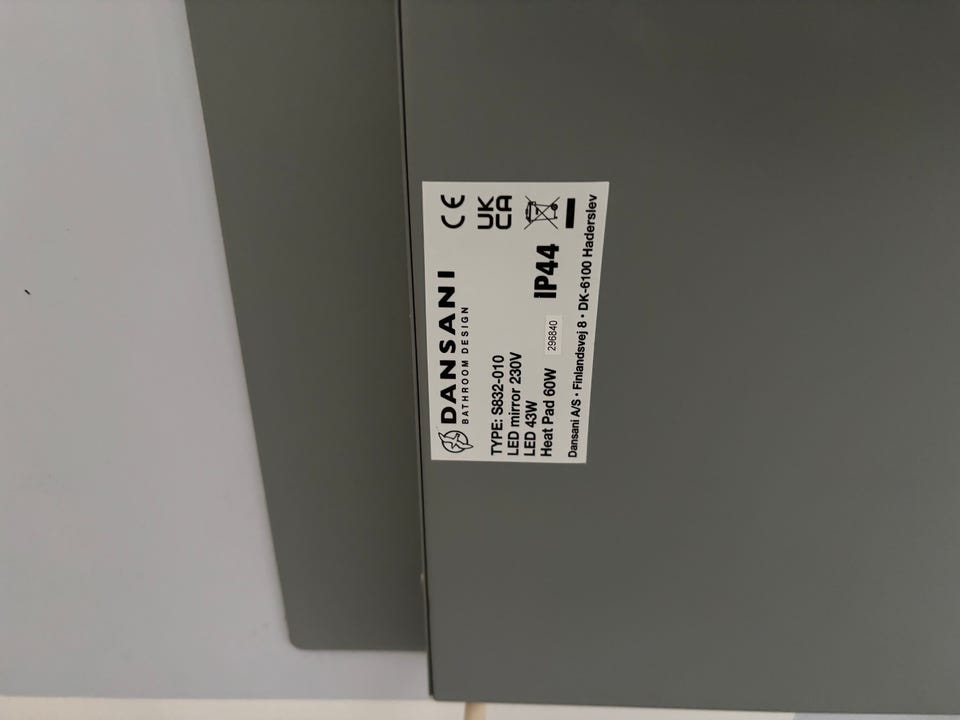 DANSANI
BATHROOM DESIGN
CE
UK
CA
TYPE: S832-010
LED mirror 230V
LED 43W
Heat Pad 60W
296840
IP44
Dansani A/S • Finlandsvej 8 • DK-6100 Haderslev